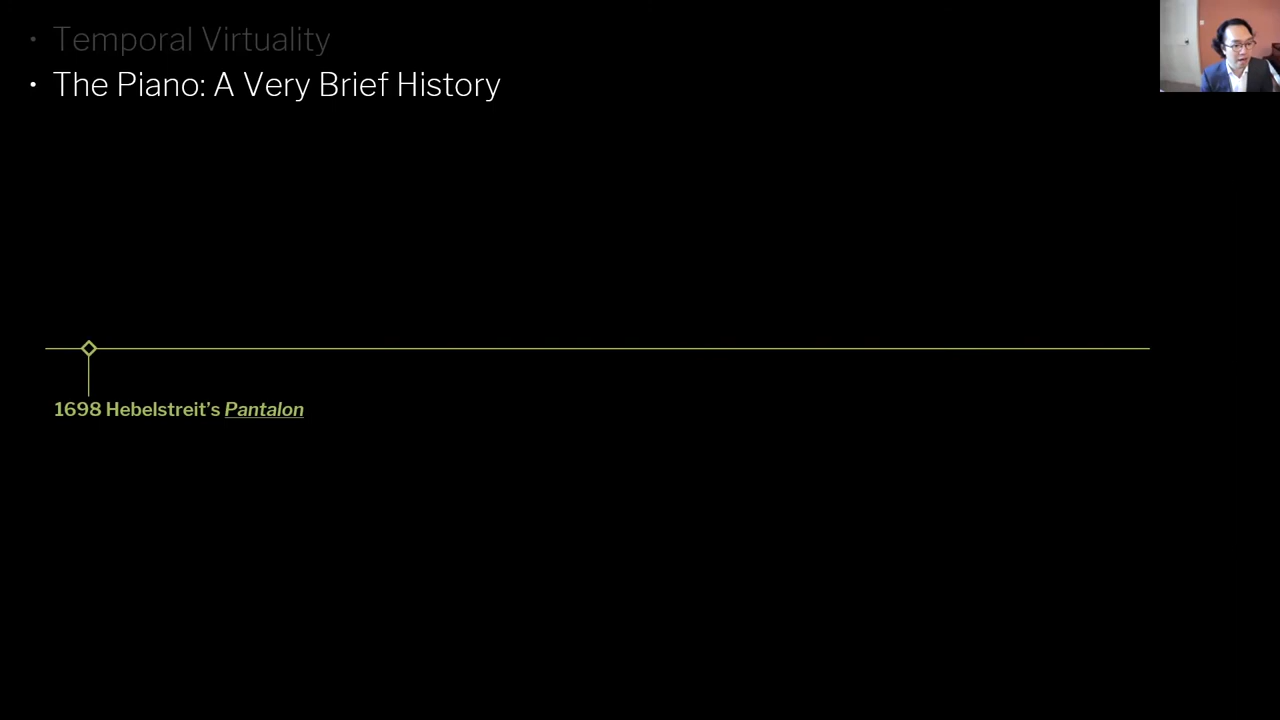 • Temporal Virtuality
• The Piano: A Very Brief History
1698 Hebelstreit's Pantalon